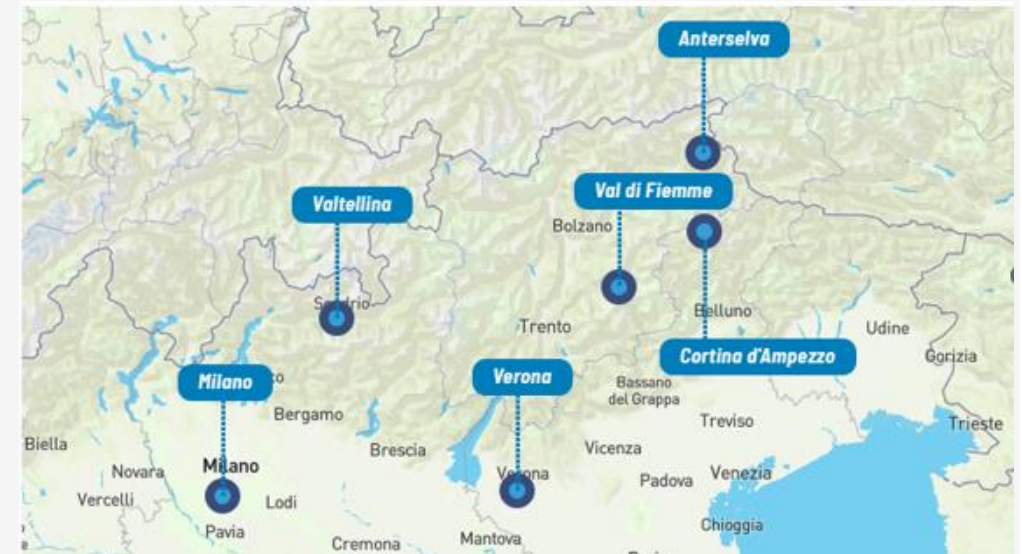 Anterselva
Val di Fiemme
Valtellina
Bolzano
Sondrio
Trento
Belluno
Udine
Cortina d'Ampezzo
Gorizia
Milano
Verona
Bassano
del Grappa
Bergamo
Treviso
Trieste
Biella
Brescia
Vicenza
Novara
Milano
Verona
Padova
Venezia
Vercelli
Lodi
Pavia
Chioggia
Cremona
Mantova